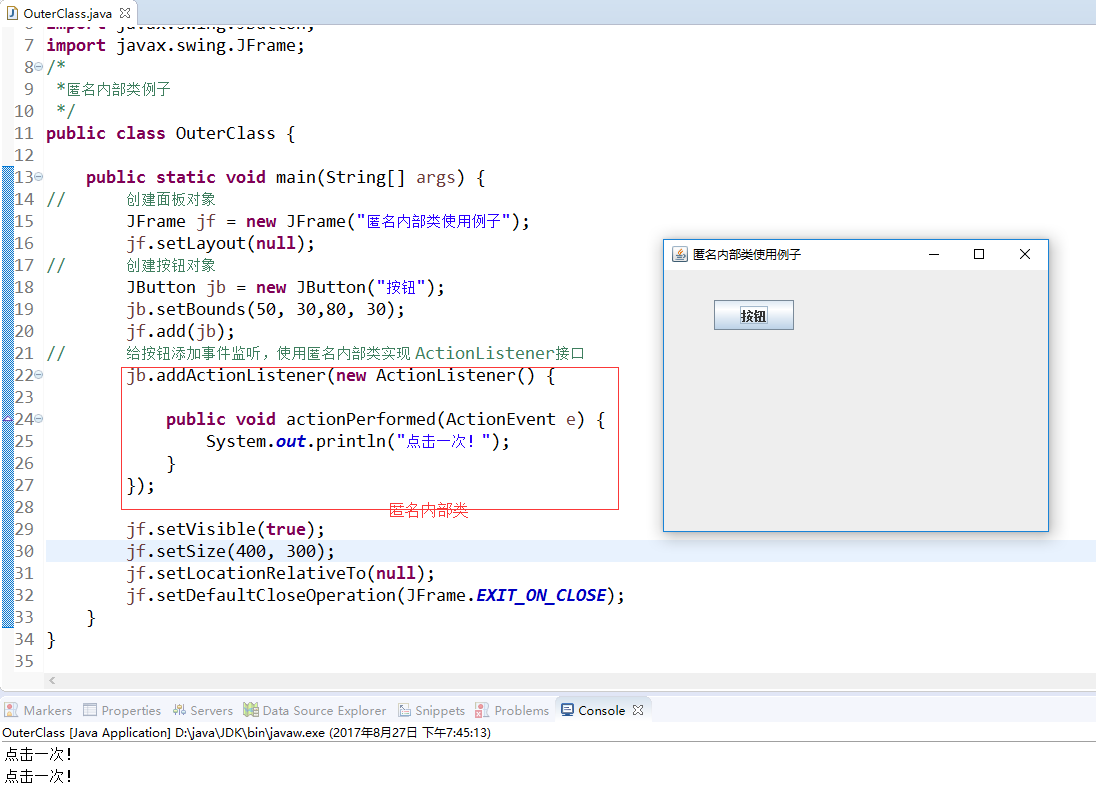 OuterClass.java
6 import javax.swing.JButton;
7 import javax.swing.JFrame;
8 /*
9 *匿名内部类例子
10 */
11 public class OuterClass {
12
13 public static void main(String[] args) {
14 // 创建面板对象
15 JFrame jf = new JFrame("匿名内部类使用例子");
16 jf.setLayout(null);
17 // 创建按钮对象
18 JButton jb = new JButton("按钮");
19 jb.setBounds(50, 30,80, 30);
20 jf.add(jb);
21 // 给按钮添加事件监听，使用匿名内部类实现 ActionListener接口
22 jb.addActionListener(new ActionListener() {
23
24 public void actionPerformed(ActionEvent e) {
25 System.out.println("点击一次！");
26 }
27 });
28
匿名内部类
29 jf.setVisible(true);
30 jf.setSize(400, 300);
31 jf.setLocationRelativeTo(null);
32 jf.setDefaultCloseOperation(JFrame.EXIT_ON_CLOSE);
33 }
34 }
35
匿名内部类使用例子
按钮
Markers Properties Servers Data Source Explorer Snippets Problems Console
OuterClass [Java Application] D:\java\JDK\bin\javaw.exe (2017年8月27日 下午7:45:13)
点击一次！
点击一次！